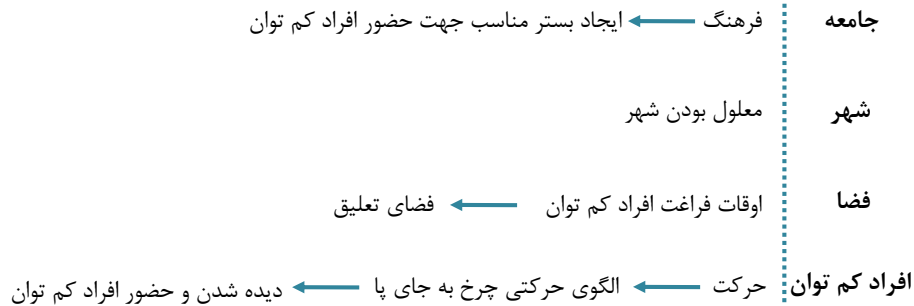 جامعه فرهنگ ایجاد بستر مناسب جهت حضور افراد کم توان
شهر معلول بودن شهر
فضا اوقات فراغت افراد کم توان فضای تعلیق
افراد کم توان حرکت الگوی حرکتی چرخ به جای پا دیده شدن و حضور افراد کم توان